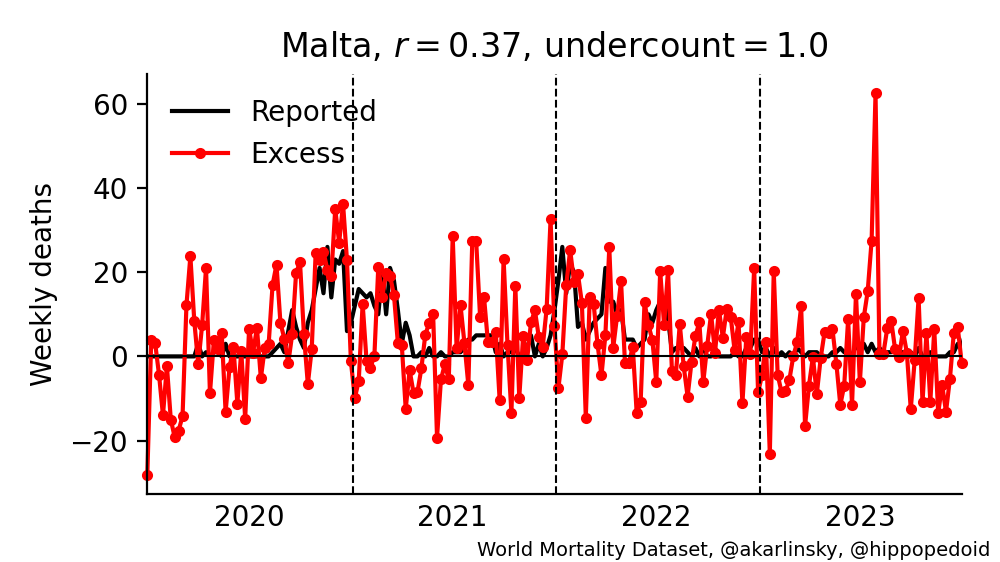 Malta, r = 0.37, undercount = 1.0
Weekly deaths
60
40
20
0
−20
Reported
Excess
2020 2021 2022 2023
World Mortality Dataset, @akarlinsky, @hippopedoid